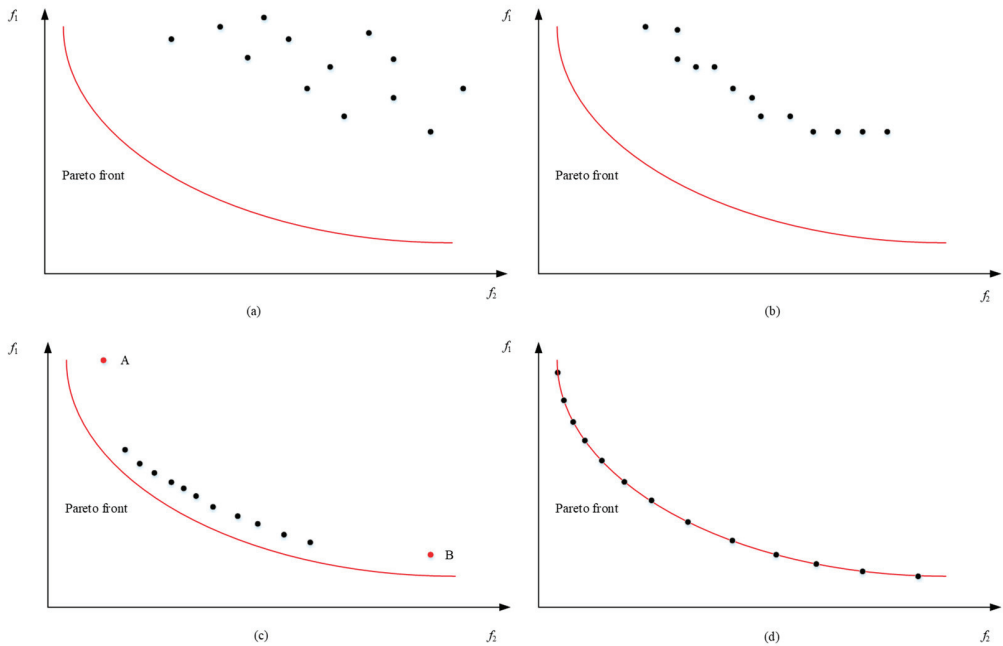 f1
Pareto front
f2
(a)
f1
Pareto front
f2
(b)
f1
A
Pareto front
B
f2
(c)
f1
Pareto front
f2
(d)